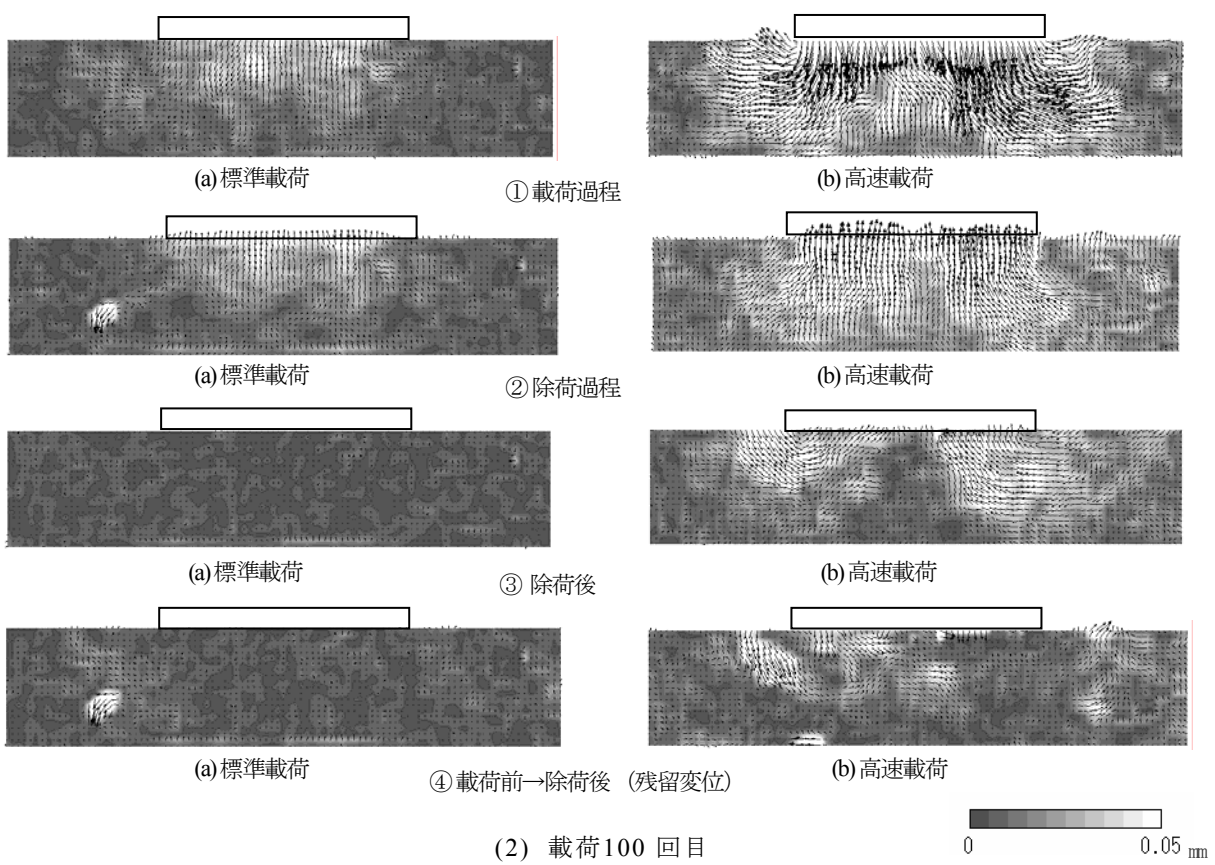 (a)標準載荷 (b)高速載荷
①載荷過程
(a)標準載荷 (b)高速載荷
②除荷過程
(a)標準載荷 (b)高速載荷
③ 除荷後
(a)標準載荷 (b)高速載荷
④載荷前→除荷後 (残留変位)
(2) 載荷100 回目
0 0.05 ㎜